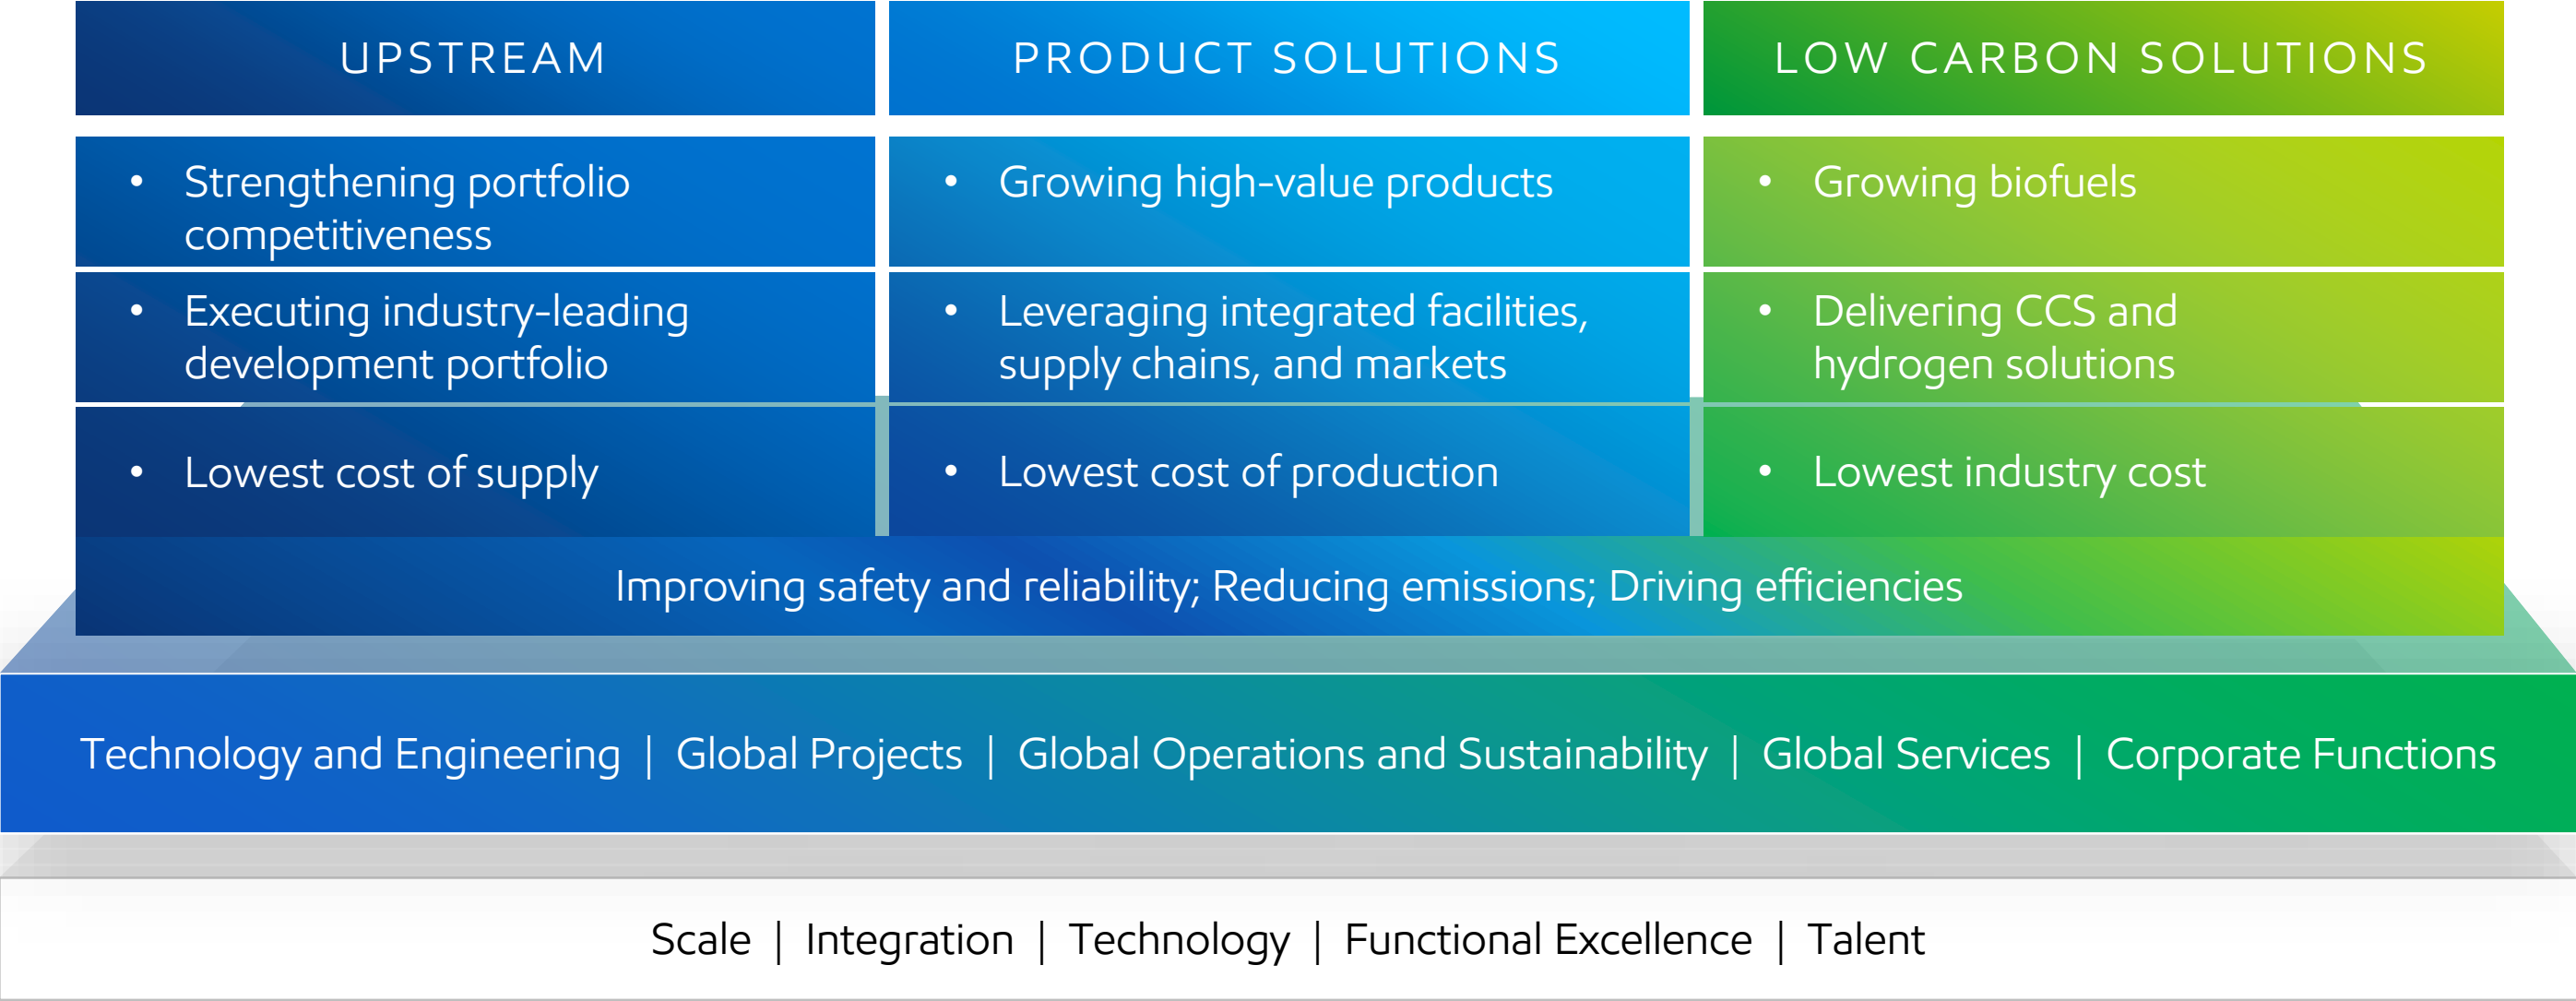 UPSTREAM
• Strengthening portfolio
competitiveness
• Executing industry-leading
development portfolio
• Lowest cost of supply
PRODUCT SOLUTIONS
• Growing high-value products
• Leveraging integrated facilities,
supply chains, and markets
• Lowest cost of production
LOW CARBON SOLUTIONS
• Growing biofuels
• Delivering CCS and
hydrogen solutions
• Lowest industry cost
Improving safety and reliability; Reducing emissions; Driving efficiencies
Technology and Engineering | Global Projects | Global Operations and Sustainability | Global Services | Corporate Functions
Scale | Integration | Technology | Functional Excellence | Talent